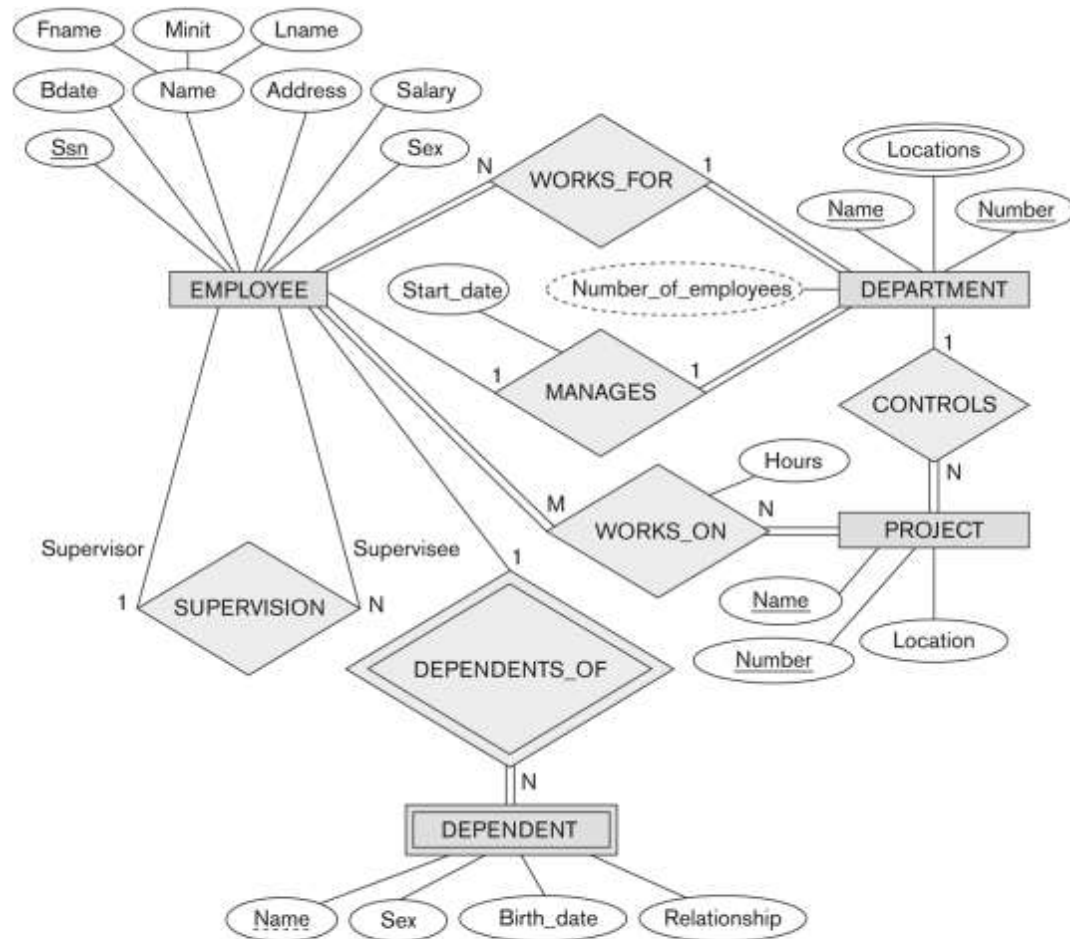 Fname
Minit
Lname
Bdate
Name
Address
Salary
Ssn
Sex
N
WORKS_FOR
1
Locations
Name
Number
EMPLOYEE
Start_date
Number_of_employees
DEPARTMENT
1
MANAGES
1
1
CONTROLS
N
Hours
M
WORKS_ON
N
PROJECT
Supervisor
Supervisee
1
SUPERVISION
N
1
Name
Number
Location
DEPENDENTS_OF
N
DEPENDENT
Name
Sex
Birth_date
Relationship